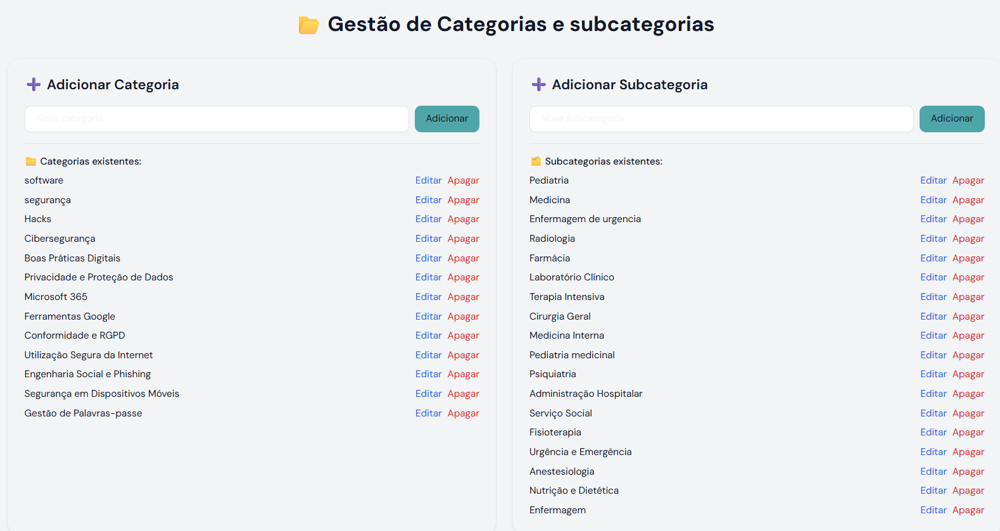 Gestão de Categorias e subcategorias
Adicionar Categoria
Nova categoria
Adicionar
Categorias existentes:
software Editar Apagar
segurança Editar Apagar
Hacks Editar Apagar
Cibersegurança Editar Apagar
Boas Práticas Digitais Editar Apagar
Privacidade e Proteção de Dados Editar Apagar
Microsoft 365 Editar Apagar
Ferramentas Google Editar Apagar
Conformidade e RGPD Editar Apagar
Utilização Segura da Internet Editar Apagar
Engenharia Social e Phishing Editar Apagar
Segurança em Dispositivos Móveis Editar Apagar
Gestão de Palavras-passe Editar Apagar
Adicionar Subcategoria
Nova subcategoria
Adicionar
Subcategorias existentes:
Pediatria Editar Apagar
Medicina Editar Apagar
Enfermagem de urgencia Editar Apagar
Radiologia Editar Apagar
Farmácia Editar Apagar
Laboratório Clínico Editar Apagar
Terapia Intensiva Editar Apagar
Cirurgia Geral Editar Apagar
Medicina Interna Editar Apagar
Pediatria medicinal Editar Apagar
Psiquiatria Editar Apagar
Administração Hospitalar Editar Apagar
Serviço Social Editar Apagar
Fisioterapia Editar Apagar
Urgência e Emergência Editar Apagar
Anestesiologia Editar Apagar
Nutrição e Dietética Editar Apagar
Enfermagem Editar Apagar